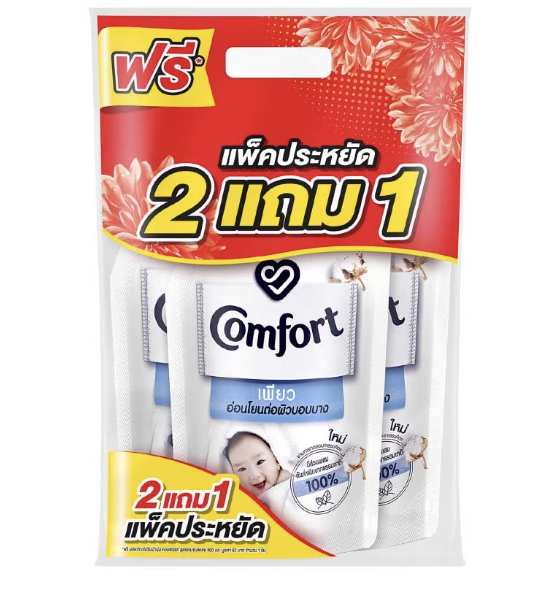 ฟรี*
แพ็คประหยัด
2 แถม 1
Comfort
เพียว
อ่อนโยนต่อผิวบอบบาง
ใหม่
100%
2 แถม 1
แพ็คประหยัด